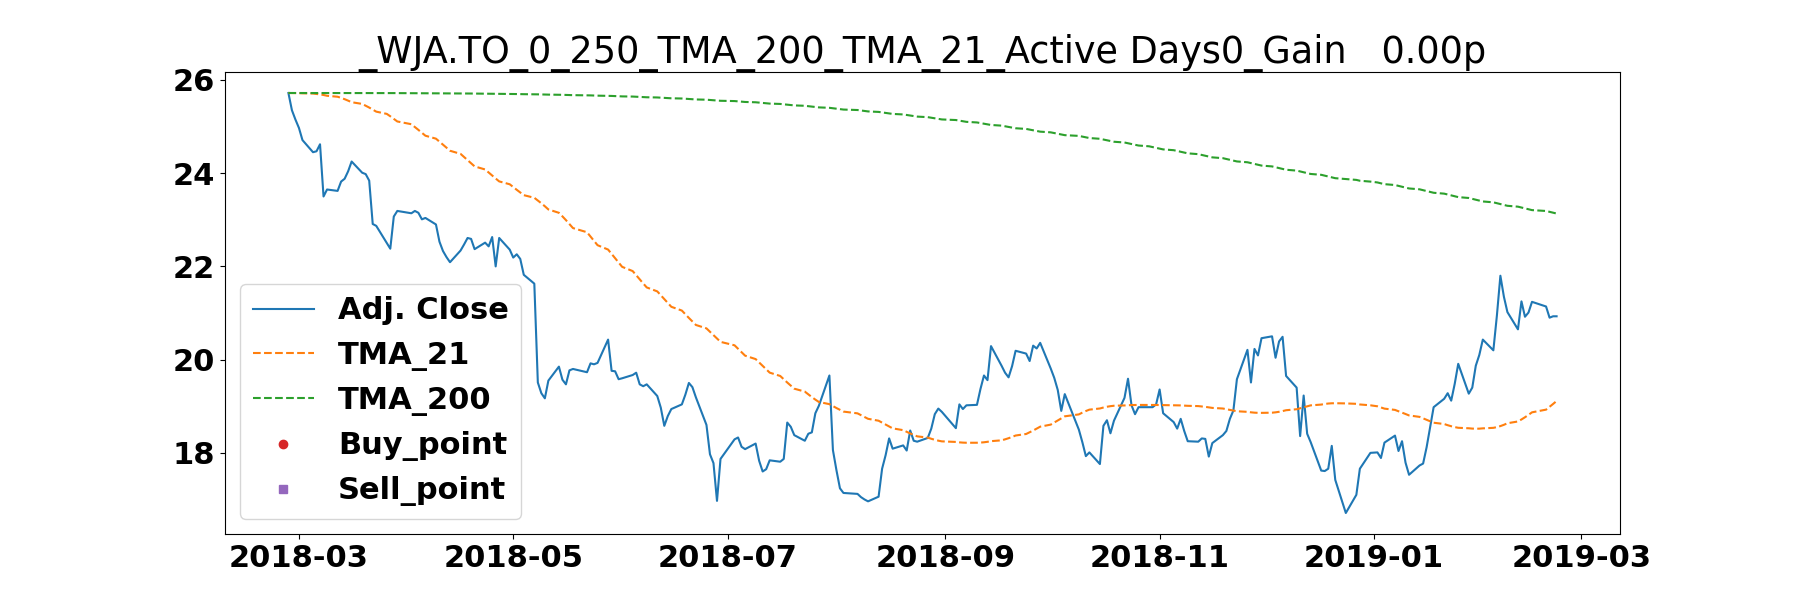 _WJA.TO_0_250_TMA_200_TMA_21_Active Days0_Gain   0.00p
26
24
22
20
18
Adj. Close
TMA_21
TMA_200
Buy_point
Sell_point
2018-03 2018-05 2018-07 2018-09 2018-11 2019-01 2019-03